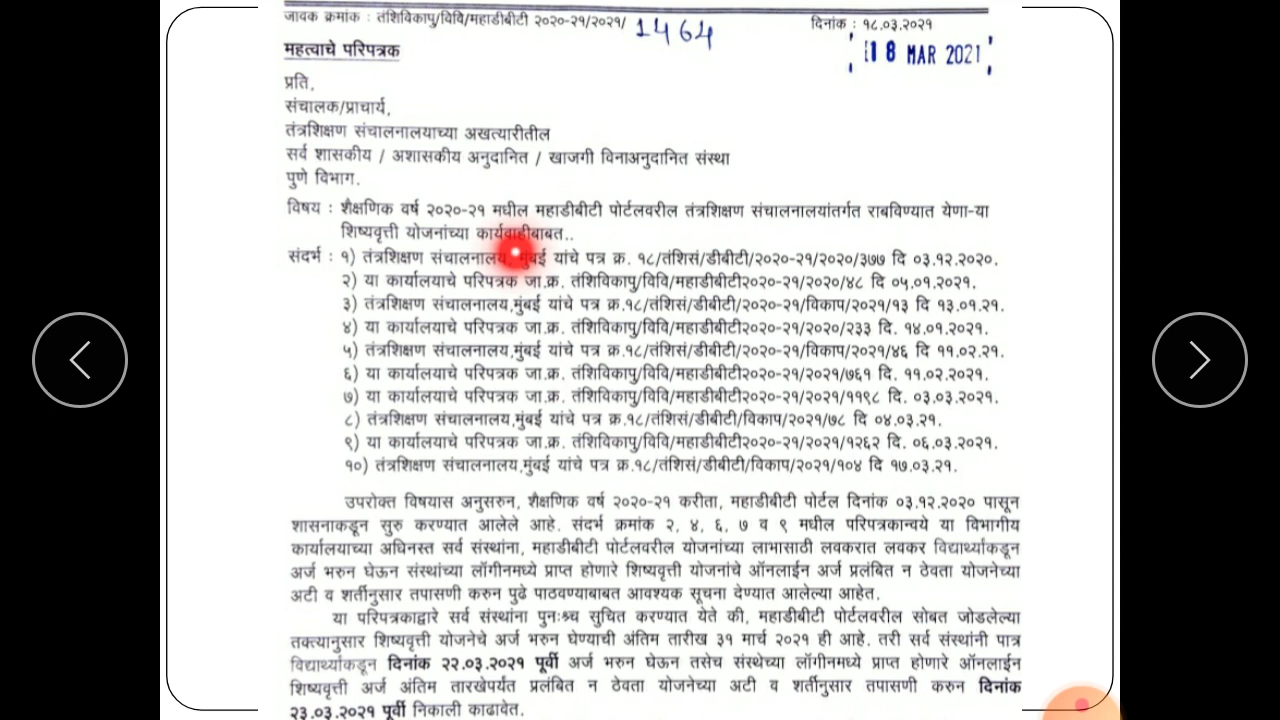 जावक क्रमांक : तंशिविकापु/विवि/महाडीबीटी २०२०-२१/२०२१/ 1464
दिनांक : १८.०३.२०२१
18 MAR 2021
महत्वाचे परिपत्रक
प्रति,
संचालक/प्राचार्य,
तंत्रशिक्षण संचालनालयाच्या अखत्यारीतील
सर्व शासकीय / अशासकीय अनुदानित / खाजगी विनाअनुदानित संस्था
पुणे विभाग.
विषय : शैक्षणिक वर्ष २०२०-२१ मधील महाडीबीटी पोर्टलवरील तंत्रशिक्षण संचालनालयांतर्गत राबविण्यात येणा-या
शिष्यवृत्ती योजनांच्या कार्यवाहीबाबत..
संदर्भ : १) तंत्रशिक्षण संचालनालय, मुंबई यांचे पत्र क्र. १८/तंशिसं/डीबीटी/२०२०-२१/२०२०/३७७ दि ०३.१२.२०२०.
२) या कार्यालयाचे परिपत्रक जा.क्र. तंशिविकापु/विवि/महाडीबीटी२०२०-२१/२०२०/४८ दि ०५.०१.२०२१.
३) तंत्रशिक्षण संचालनालय,मुंबई यांचे पत्र क्र.१८/तंशिसं/डीबीटी/२०२०-२१/विकाप/२०२१/१३ दि १३.०१.२१.
४) या कार्यालयाचे परिपत्रक जा.क्र. तंशिविकापु/विवि/महाडीबीटी२०२०-२१/२०२०/२३३ दि. १४.०१.२०२१.
५) तंत्रशिक्षण संचालनालय,मुंबई यांचे पत्र क्र.१८/तंशिसं/डीबीटी/२०२०-२१/विकाप/२०२१/४६ दि ११.०२.२१.
६) या कार्यालयाचे परिपत्रक जा.क्र. तंशिविकापु/विवि/महाडीबीटी२०२०-२१/२०२१/७६१ दि. ११.०२.२०२१.
७) या कार्यालयाचे परिपत्रक जा.क्र. तंशिविकापु/विवि/महाडीबीटी२०२०-२१/२०२१/११९८ दि. ०३.०३.२०२१.
८) तंत्रशिक्षण संचालनालय,मुंबई यांचे पत्र क्र.१८/तंशिसं/डीबीटी/विकाप/२०२१/७८ दि ०४.०३.२१.
९) या कार्यालयाचे परिपत्रक जा.क्र. तंशिविकापु/विवि/महाडीबीटी२०२०-२१/२०२१/१२६२ दि. ०६.०३.२०२१.
१०) तंत्रशिक्षण संचालनालय,मुंबई यांचे पत्र क्र.१८/तंशिसं/डीबीटी/विकाप/२०२१/१०४ दि १७.०३.२१.
उपरोक्त विषयास अनुसरुन, शैक्षणिक वर्ष २०२०-२१ करीता, महाडीबीटी पोर्टल दिनांक ०३.१२.२०२० पासून
शासनाकडून सुरु करण्यात आलेले आहे. संदर्भ क्रमांक २, ४, ६, ७ व ९ मधील परिपत्रकान्वये या विभागीय
कार्यालयाच्या अधिनस्त सर्व संस्थांना, महाडीबीटी पोर्टलवरील योजनांच्या लाभासाठी लवकरात लवकर विद्यार्थ्यांकडून
अर्ज भरुन घेऊन संस्थांच्या लॉगीनमध्ये प्राप्त होणारे शिष्यवृत्ती योजनांचे ऑनलाईन अर्ज प्रलंबित न ठेवता योजनेच्या
अटी व शर्तीनुसार तपासणी करुन पुढे पाठवण्याबाबत आवश्यक सूचना देण्यात आलेल्या आहेत.
या परिपत्रकाद्वारे सर्व संस्थांना पुनःश्र्च सुचित करण्यात येते की, महाडीबीटी पोर्टलवरील सोबत जोडलेल्या
तक्त्यानुसार शिष्यवृत्ती योजनेचे अर्ज भरुन घेण्याची अंतिम तारीख ३१ मार्च २०२१ ही आहे. तरी सर्व संस्थांनी पात्र
विद्यार्थ्यांकडून दिनांक २२.०३.२०२१ पूर्वी अर्ज भरुन घेऊन तसेच संस्थेच्या लॉगीनमध्ये प्राप्त होणारे ऑनलाईन
शिष्यवृत्ती अर्ज अंतिम तारखेपर्यंत प्रलंबित न ठेवता योजनेच्या अटी व शर्तीनुसार तपासणी करुन दिनांक
२३.०३.२०२१ पूर्वी निकाली काढावेत.